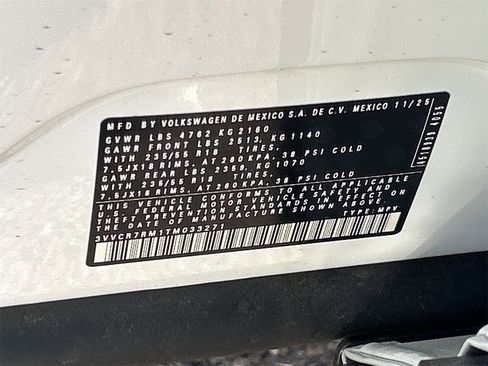 MFD BY VOLKSWAGEN DE MEXICO S.A. DE C.V. MEXICO 11/25
GVWR LBS 4762 KG 2160
GAWR FRONT LBS 2513, KG 1140
WITH 235/55 R18 TIRES.
7.5JX18 RIMS. AT 260 KPA, 38 PSI COLD
GAWR REAR LBS 2359, KG 1070
WITH 235/55 R18 TIRES.
7.5JX18 RIMS, AT 260 KPA, 38 PSI COLD
THIS VEHICLE CONFORMS TO ALL APPLICABLE
U.S. FEDERAL MOTOR VEHICLE SAFETY AND
THEFT PREVENTION STANDARDS IN EFFECT ON
THE DATE OF MANUFACTURE SHOWN ABOVE.
3VVCR7RM1TM033271 TYPE: MPV